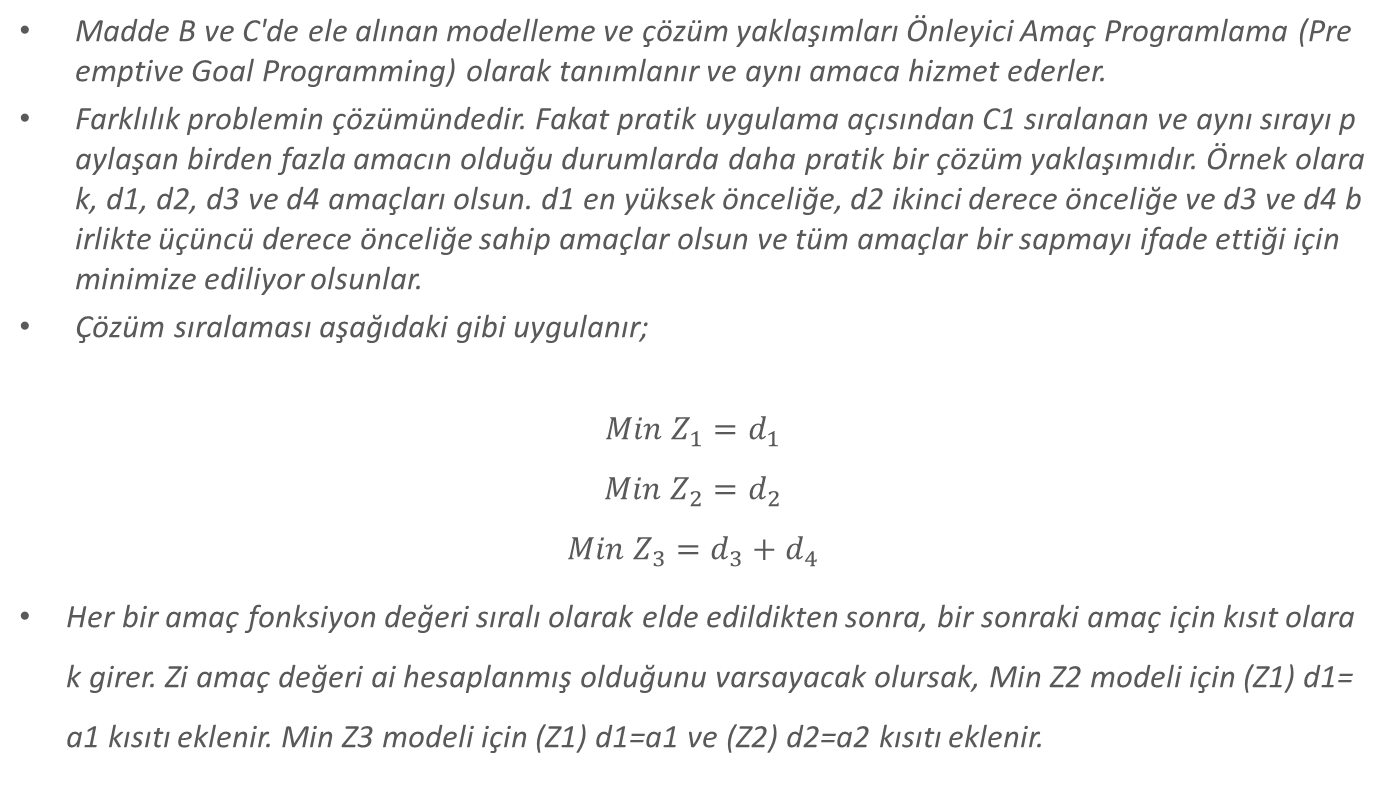 • Madde B ve C'de ele alınan modelleme ve çözüm yaklaşımları Önleyici Amaç Programlama (Pre
emptive Goal Programming) olarak tanımlanır ve aynı amaca hizmet ederler.
• Farklılık problemin çözümündedir. Fakat pratik uygulama açısından C1 sıralanan ve aynı sırayı p
aylaşan birden fazla amacın olduğu durumlarda daha pratik bir çözüm yaklaşımıdır. Örnek olara
k, d1, d2, d3 ve d4 amaçları olsun. d1 en yüksek önceliğe, d2 ikinci derece önceliğe ve d3 ve d4 b
irlikte üçüncü derece önceliğe sahip amaçlar olsun ve tüm amaçlar bir sapmayı ifade ettiği için
minimize ediliyor olsunlar.
• Çözüm sıralaması aşağıdaki gibi uygulanır;
Min Z₁ = d₁
Min Z₂ = d₂
Min Z₃ = d₃ + d₄
• Her bir amaç fonksiyon değeri sıralı olarak elde edildikten sonra, bir sonraki amaç için kısıt olara
k girer. Zi amaç değeri ai hesaplanmış olduğunu varsayacak olursak, Min Z2 modeli için (Z1) d1=
a1 kısıtı eklenir. Min Z3 modeli için (Z1) d1=a1 ve (Z2) d2=a2 kısıtı eklenir.